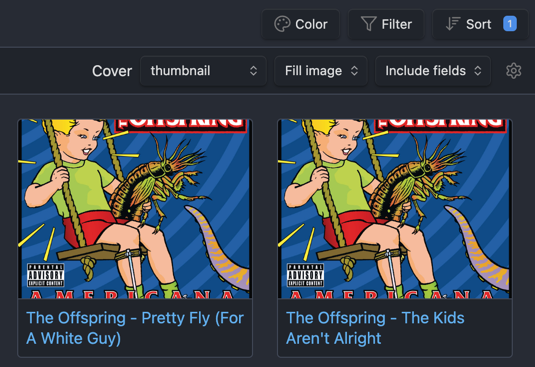 Color
Filter
Sort 1
Cover
thumbnail
Fill image
Include fields
THE OFFSPRING
THE OFFSPRING
PARENTAL
ADVISORY
EXPLICIT CONTENT
PARENTAL
ADVISORY
EXPLICIT CONTENT
AMERICANA
AMERICANA
The Offspring - Pretty Fly (For
A White Guy)
The Offspring - The Kids
Aren't Alright